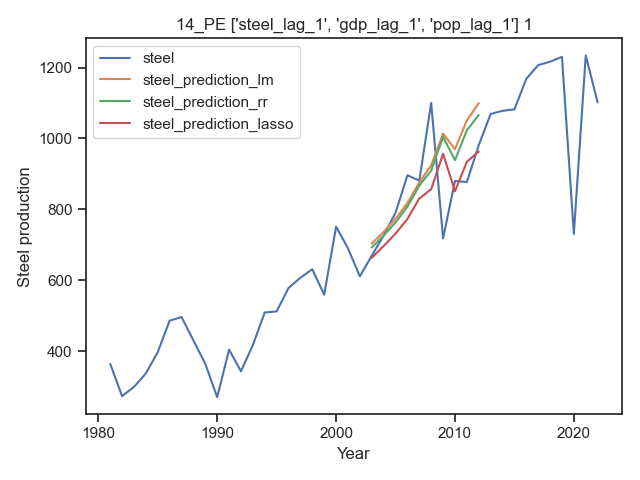 14_PE ['steel_lag_1', 'gdp_lag_1', 'pop_lag_1'] 1
steel
steel_prediction_lm
steel_prediction_rr
steel_prediction_lasso
Steel production
1200
1000
800
600
400
1980
1990
2000
2010
2020
Year